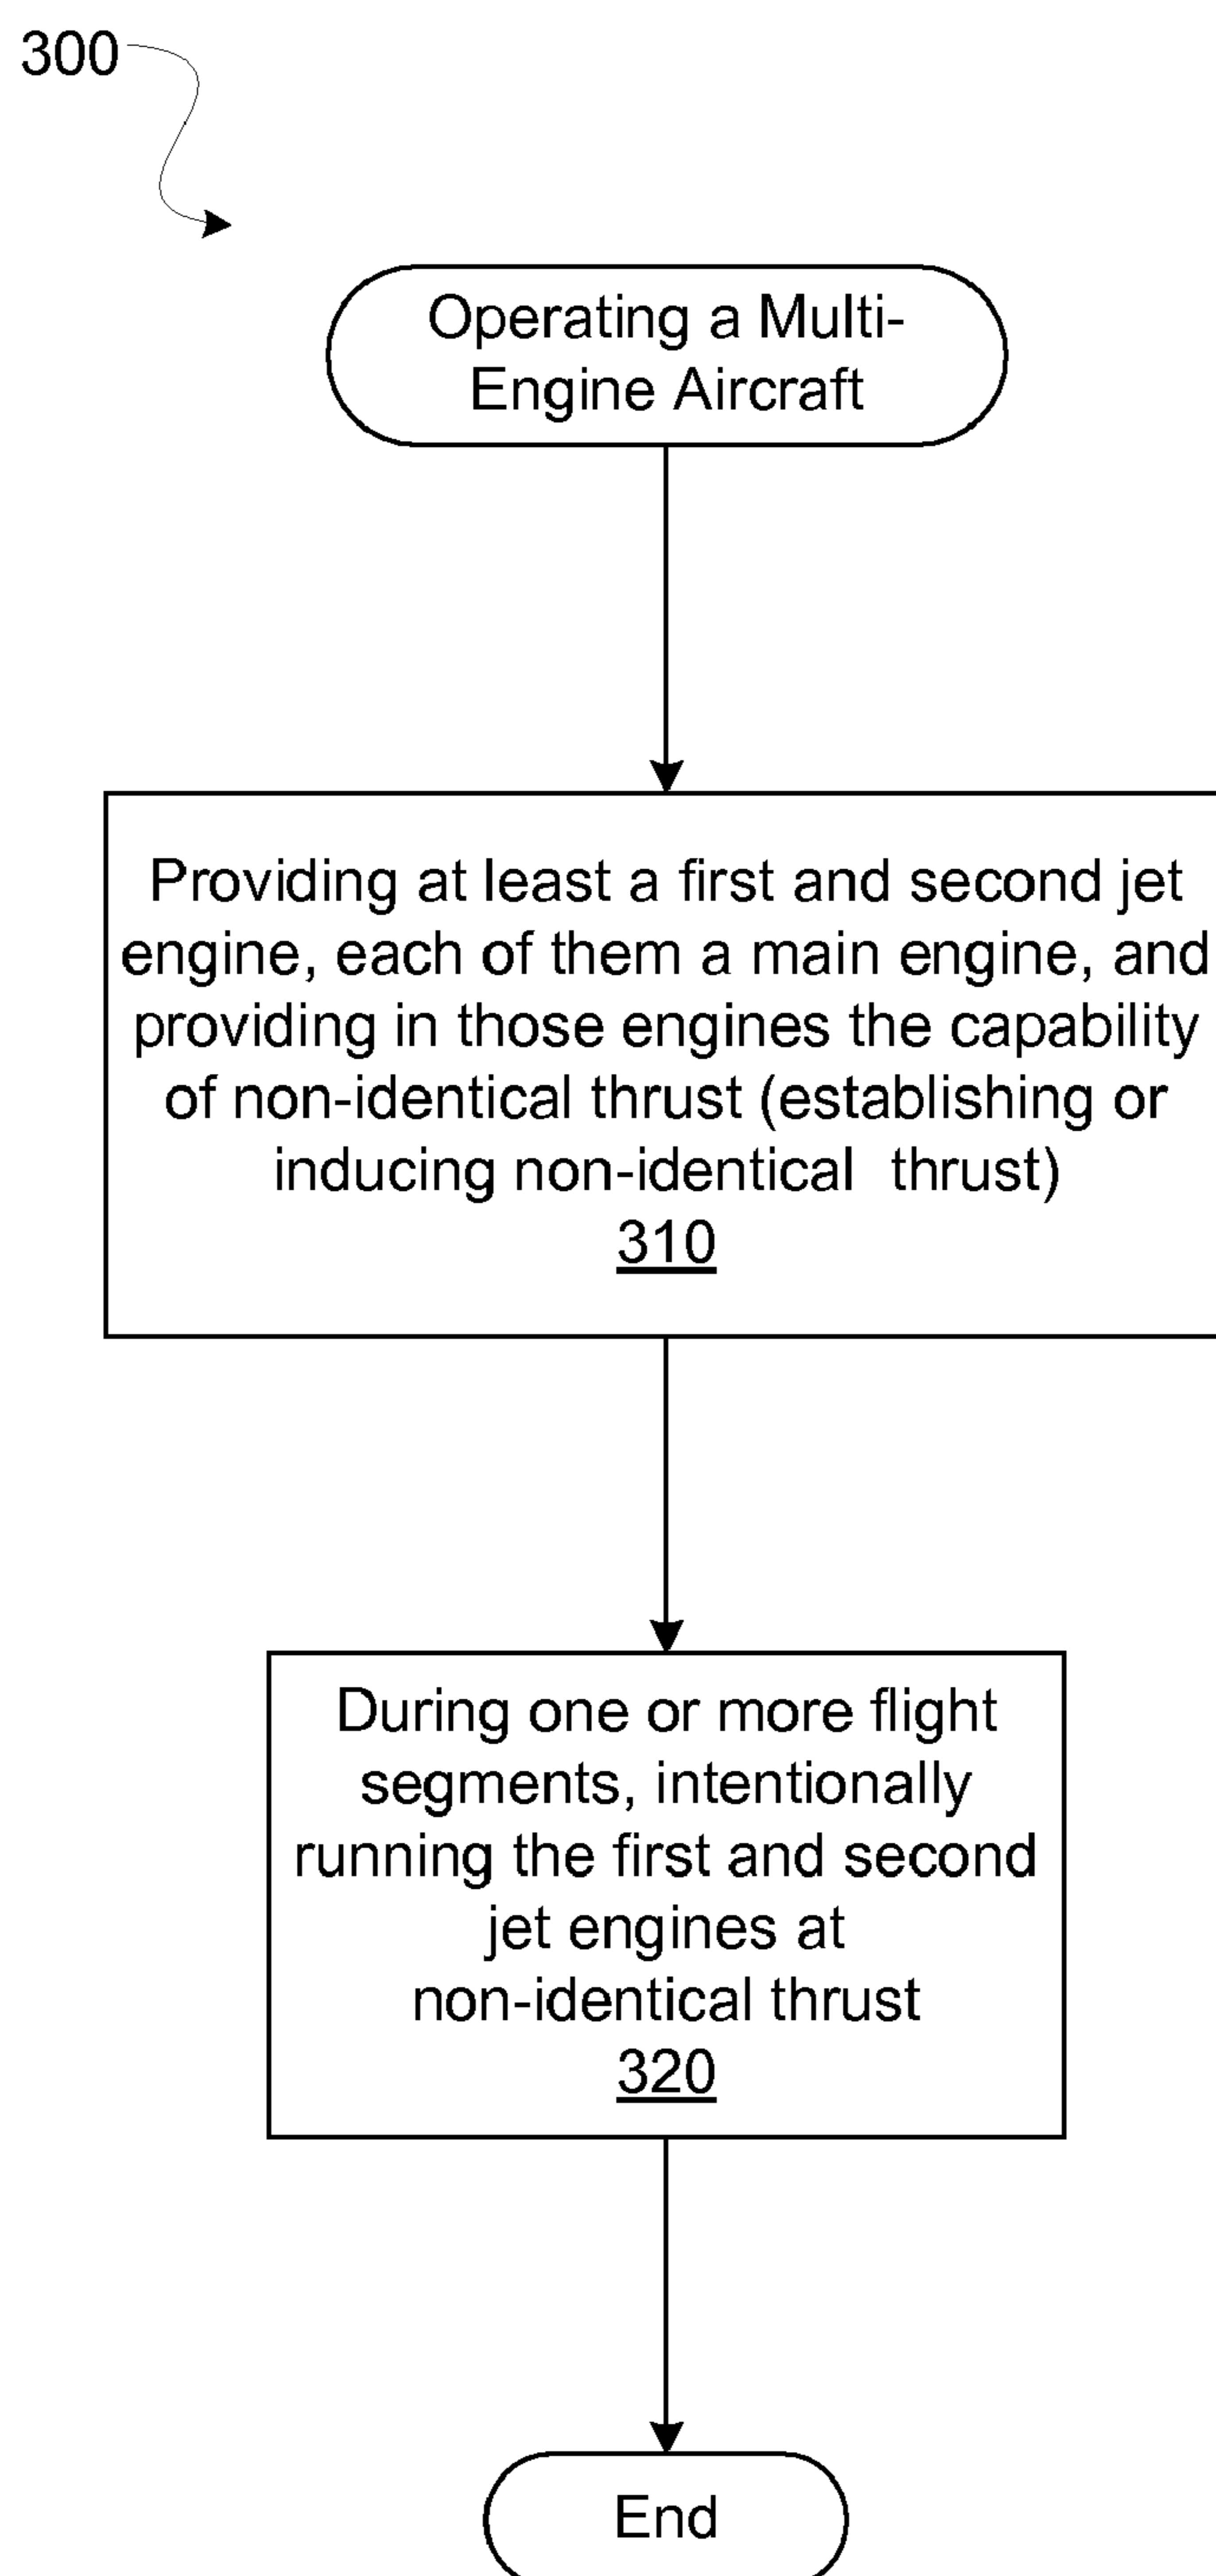 300
Operating a Multi-
Engine Aircraft
Providing at least a first and second jet
engine, each of them a main engine, and
providing in those engines the capability
of non-identical thrust (establishing or
inducing non-identical thrust)
310
During one or more flight
segments, intentionally
running the first and second
jet engines at
non-identical thrust
320
End